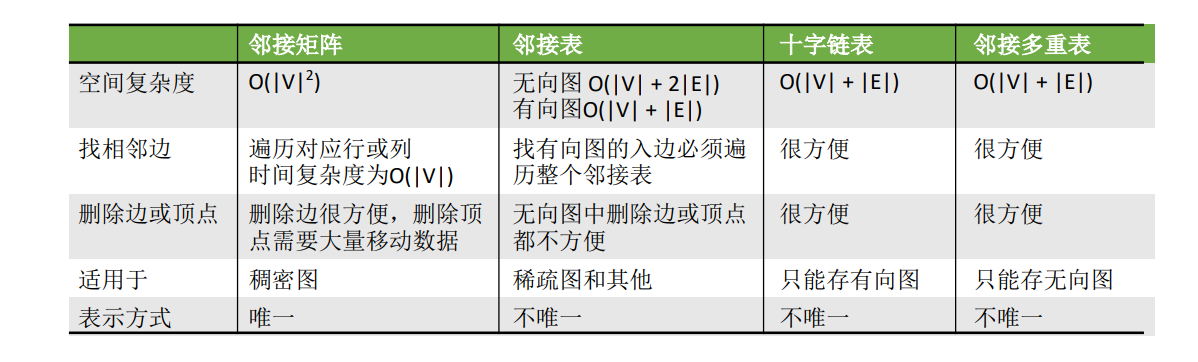 邻接矩阵 邻接表 十字链表 邻接多重表
空间复杂度 O(|V|²) 无向图 O(|V| + 2|E|) O(|V| + |E|) O(|V| + |E|)
有向图O(|V| + |E|)
找相邻边 遍历对应行或列 找有向图的入边必须遍 很方便 很方便
时间复杂度为O(|V|) 历整个邻接表
删除边或顶点 删除边很方便，删除顶 无向图中删除边或顶点 很方便 很方便
点需要大量移动数据 都不方便
适用于 稠密图 稀疏图和其他 只能存有向图 只能存无向图
表示方式 唯一 不唯一 不唯一 不唯一